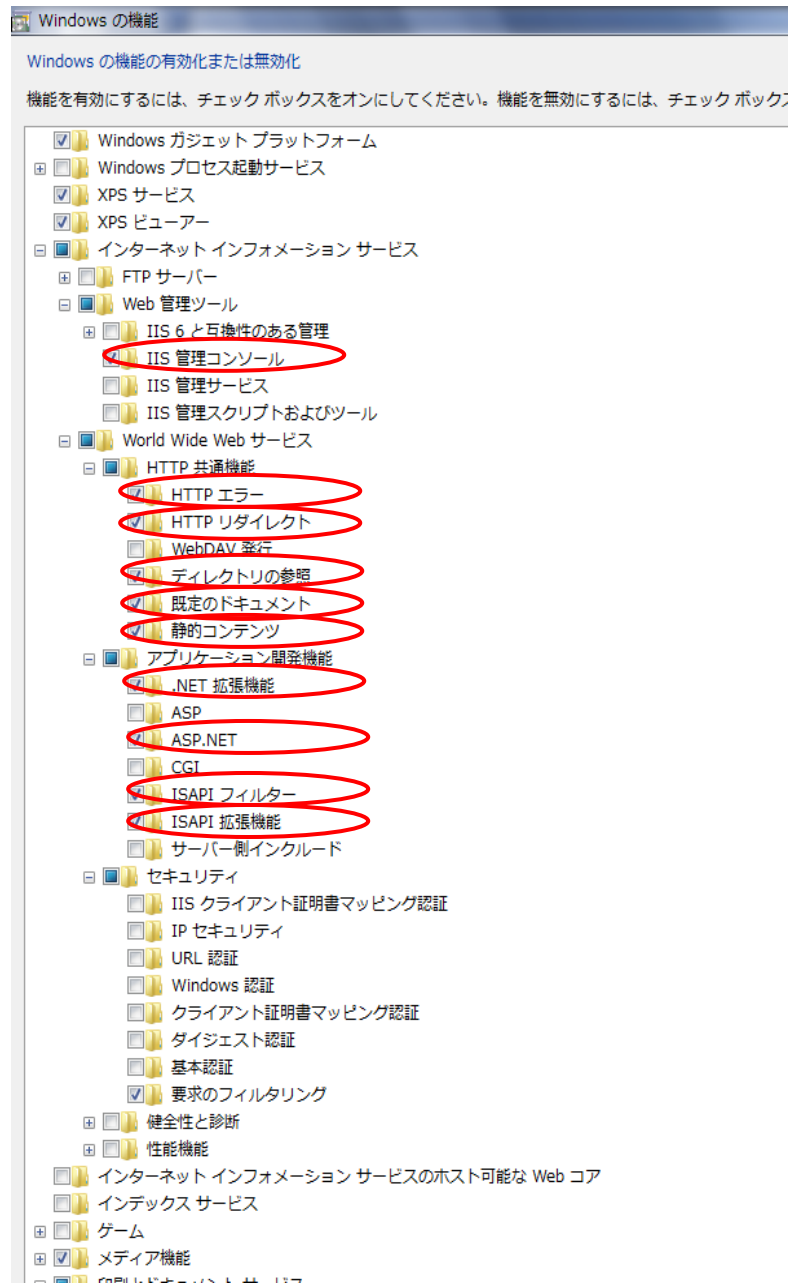 Windows の機能
Windows の機能の有効化または無効化
機能を有効にするには、チェック ボックスをオンにしてください。機能を無効にするには、チェック ボックス
Windows ガジェット プラットフォーム
Windows プロセス起動サービス
XPS サービス
XPS ビューアー
インターネット インフォメーション サービス
FTP サーバー
Web 管理ツール
IIS 6 と互換性のある管理
IIS 管理コンソール
IIS 管理サービス
IIS 管理スクリプトおよびツール
World Wide Web サービス
HTTP 共通機能
HTTP エラー
HTTP リダイレクト
WebDAV 発行
ディレクトリの参照
既定のドキュメント
静的コンテンツ
アプリケーション開発機能
.NET 拡張機能
ASP
ASP.NET
CGI
ISAPI フィルター
ISAPI 拡張機能
サーバー側インクルード
セキュリティ
IIS クライアント証明書マッピング認証
IP セキュリティ
URL 認証
Windows 認証
クライアント証明書マッピング認証
ダイジェスト認証
基本認証
要求のフィルタリング
健全性と診断
性能機能
インターネット インフォメーション サービスのホスト可能な Web コア
インデックス サービス
ゲーム
メディア機能
印刷とドキュメント サービス